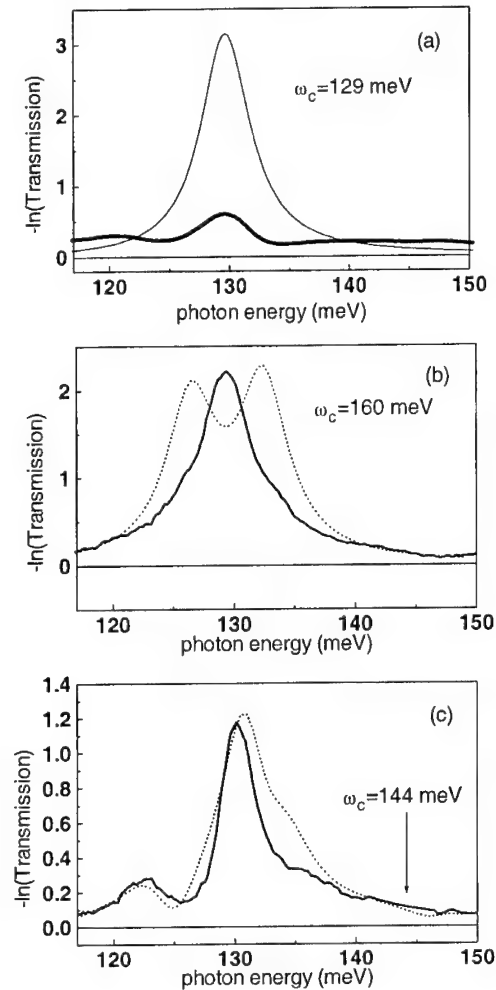 (a)
ω_c=129 meV
-ln(Transmission)
3
2
1
0
120 130 140 150
photon energy (meV)
(b)
ω_c=160 meV
-ln(Transmission)
2
1
0
120 130 140 150
photon energy (meV)
(c)
ω_c=144 meV
-ln(Transmission)
1.4
1.2
1.0
0.8
0.6
0.4
0.2
0.0
120 130 140 150
photon energy (meV)